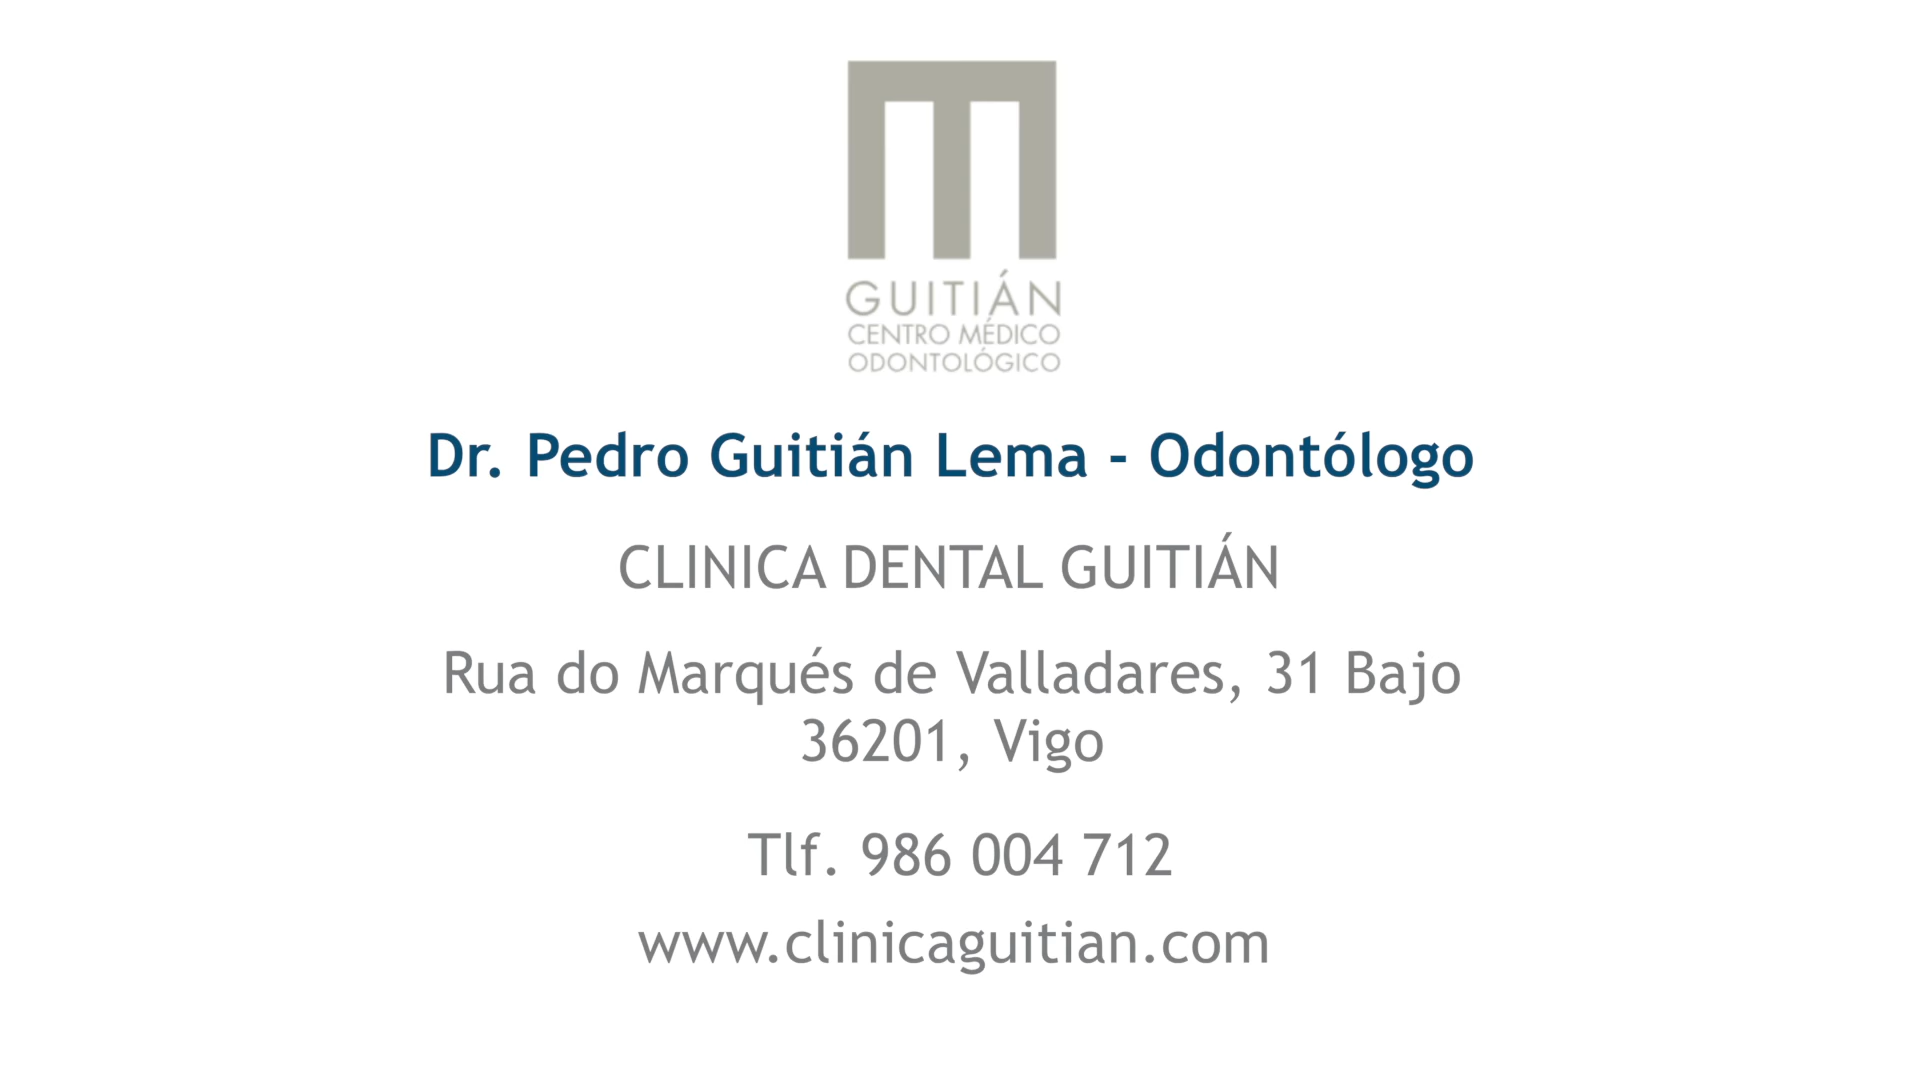 GUITIÁN
CENTRO MÉDICO
ODONTOLÓGICO
Dr. Pedro Guitián Lema - Odontólogo
CLINICA DENTAL GUITIÁN
Rua do Marqués de Valladares, 31 Bajo
36201, Vigo
Tlf. 986 004 712
www.clinicaguitian.com